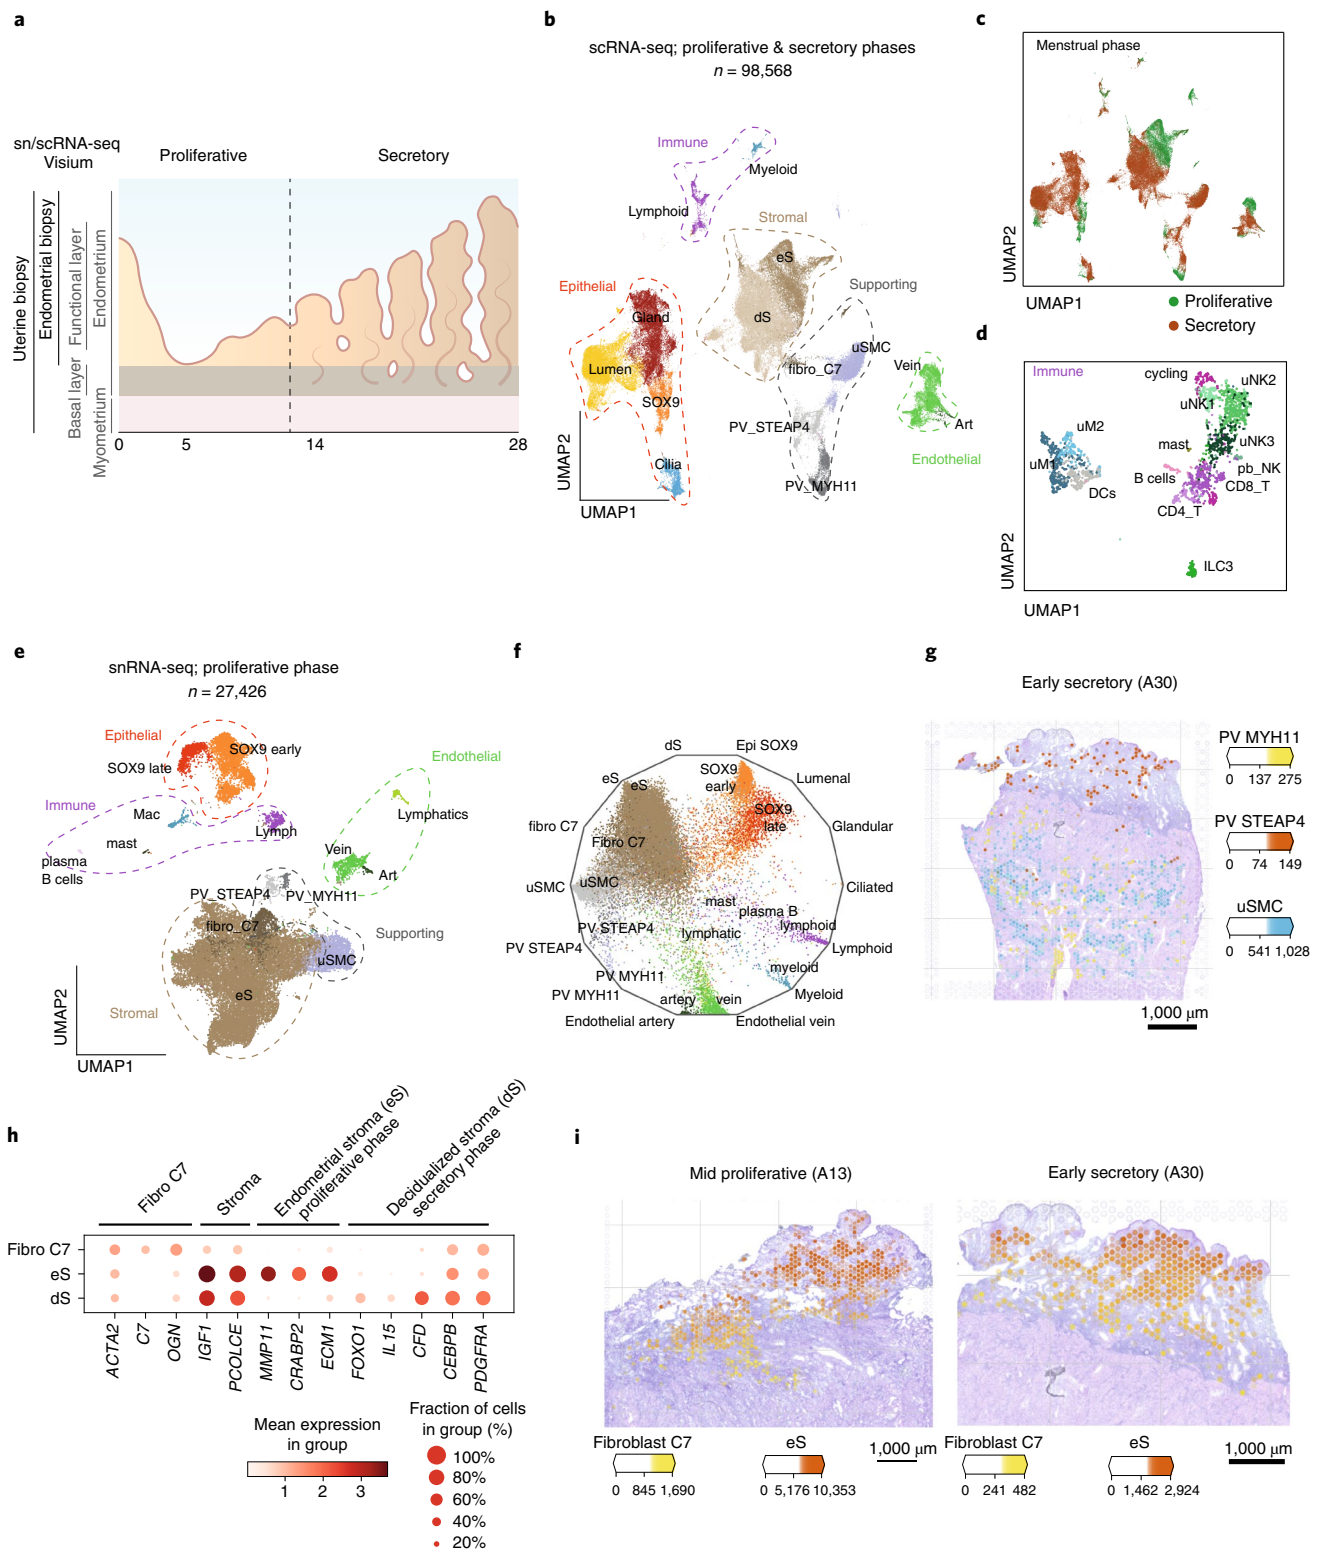 a
sn/scRNA-seq
Visium
Proliferative
Secretory
Uterine biopsy
Endometrial biopsy
Functional layer
Endometrium
Basal layer
Myometrium
0
5
14
28
b
scRNA-seq; proliferative & secretory phases
n = 98,568
Immune
Myeloid
Lymphoid
Stromal
eS
dS
Epithelial
Gland
Lumen
SOX9
Cilia
Supporting
uSMC
fibro_C7
PV_STEAP4
PV_MYH11
Vein
Art
Endothelial
UMAP2
UMAP1
c
Menstrual phase
UMAP2
UMAP1
Proliferative
Secretory
d
Immune
cycling
uNK2
uNK1
uM2
uM1
mast
uNK3
pb_NK
B cells
DCs
CD8_T
CD4_T
ILC3
UMAP2
UMAP1
e
snRNA-seq; proliferative phase
n = 27,426
Epithelial
SOX9 early
SOX9 late
Endothelial
Immune
Mac
Lymphatics
mast
Lymph
plasma
B cells
Vein
Art
PV_STEAP4
PV_MYH11
fibro_C7
Supporting
uSMC
eS
Stromal
UMAP2
UMAP1
f
dS
Epi SOX9
eS
eS
SOX9
early
Lumenal
SOX9
late
fibro C7
Fibro C7
Glandular
uSMC
uSMC
Ciliated
mast
plasma B
PV STEAP4
lymphatic
lymphoid
PV STEAP4
Lymphoid
PV MYH11
myeloid
PV MYH11
artery
vein
Myeloid
Endothelial artery
Endothelial vein
g
Early secretory (A30)
PV MYH11
0 137 275
PV STEAP4
0 74 149
uSMC
0 541 1,028
1,000 µm
h
Fibro C7
Stroma
Endometrial stroma (eS)
proliferative phase
Decidualized stroma (dS)
secretory phase
Fibro C7
eS
dS
ACTA2
C7
OGN
IGF1
PCOLCE
MMP11
CRABP2
ECM1
FOXO1
IL15
CFD
CEBPB
PDGFRA
Mean expression
in group
1 2 3
Fraction of cells
in group (%)
100%
80%
60%
40%
20%
i
Mid proliferative (A13)
Early secretory (A30)
Fibroblast C7
0 845 1,690
eS
0 5,176 10,353
1,000 µm
Fibroblast C7
0 241 482
eS
0 1,462 2,924
1,000 µm